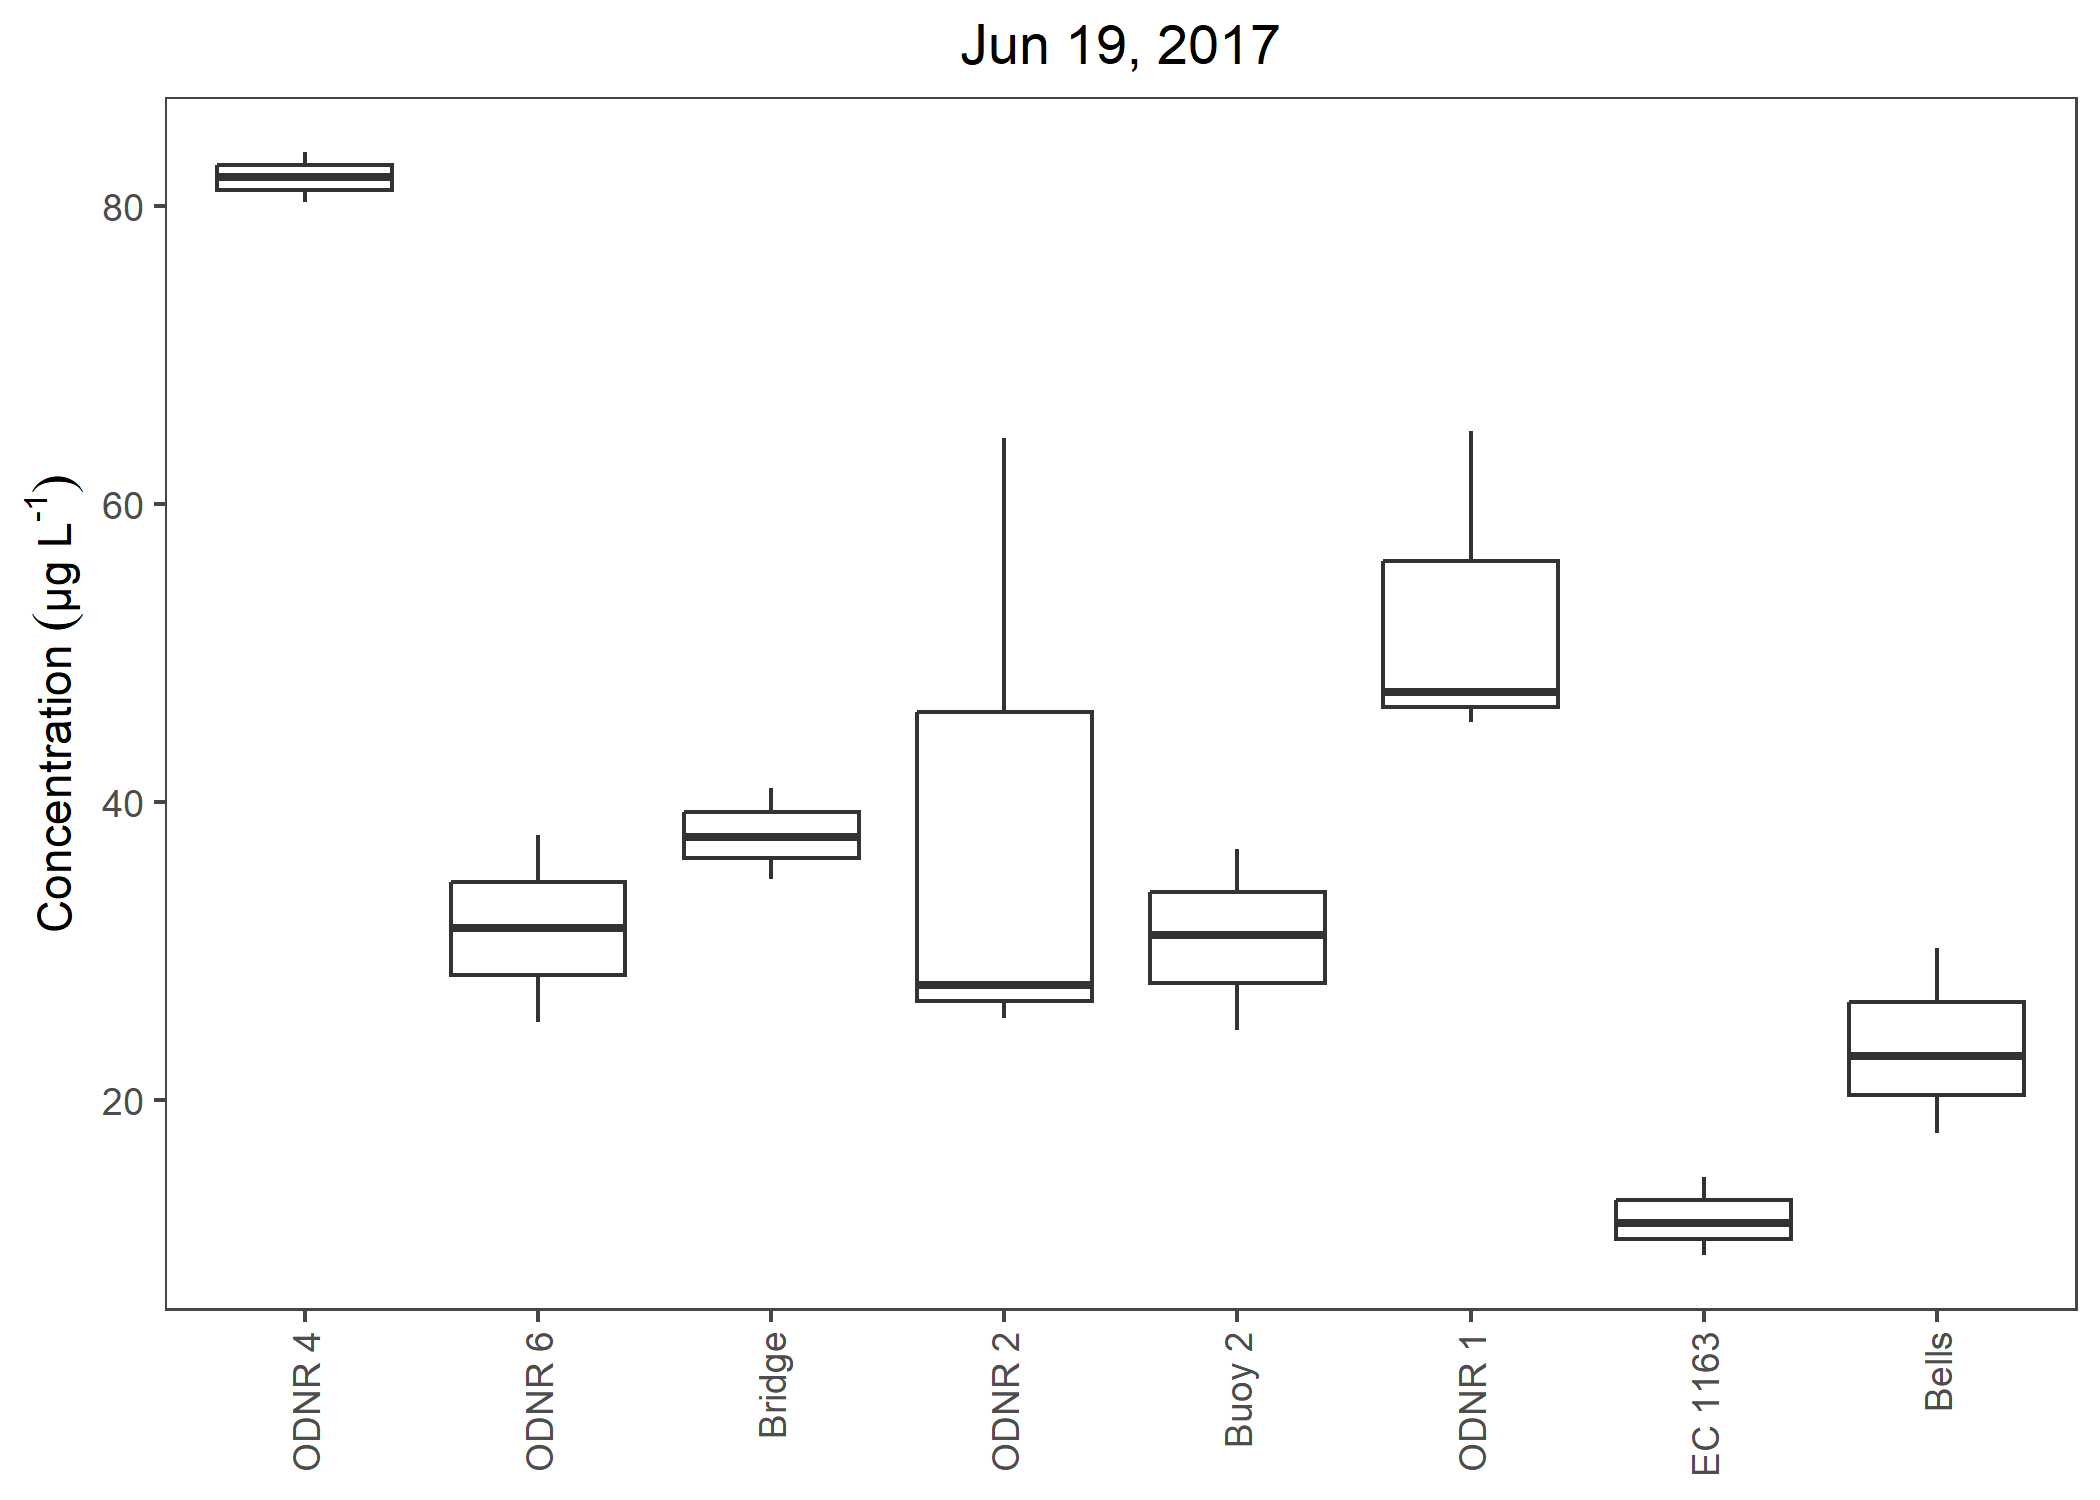 Jun 19, 2017
Concentration (µg L⁻¹)
80
60
40
20
ODNR 4
ODNR 6
Bridge
ODNR 2
Buoy 2
ODNR 1
EC 1163
Bells